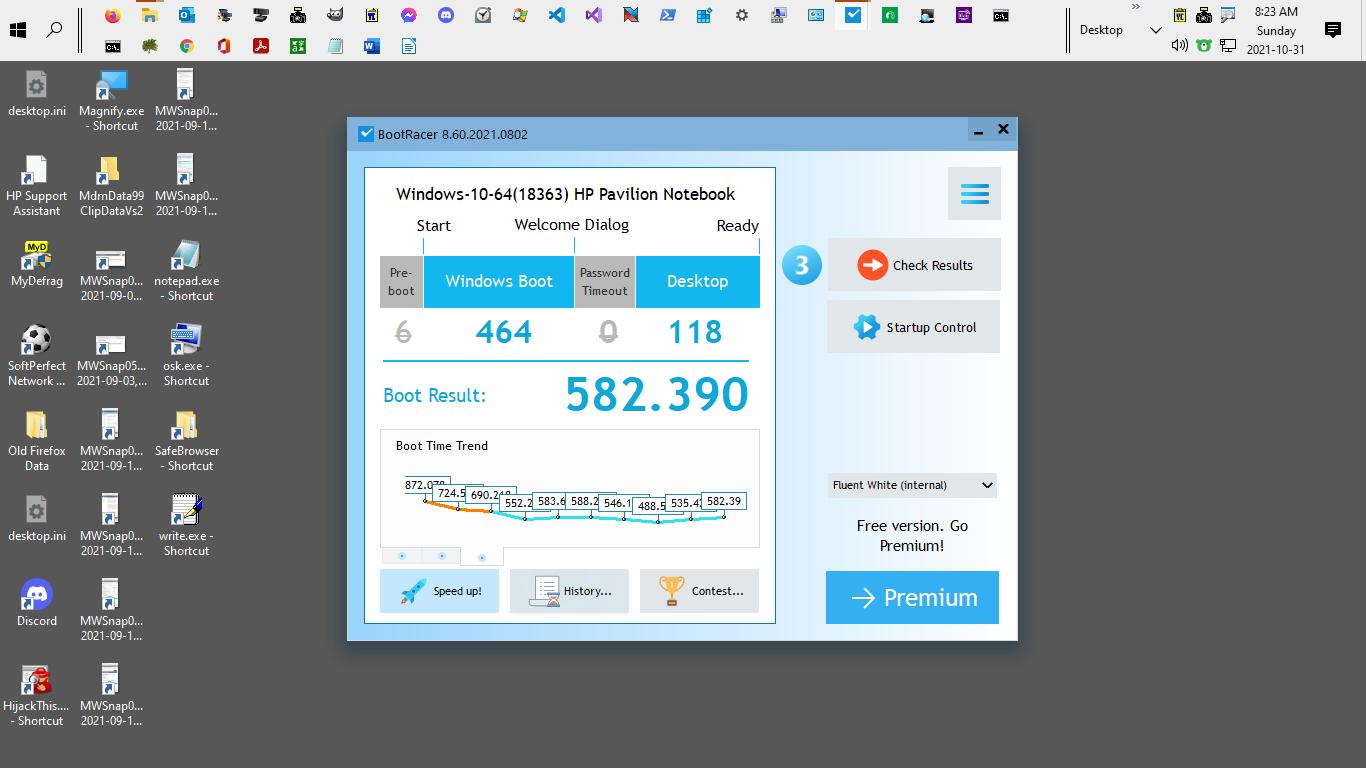 Desktop
»
8:23 AM
Sunday
2021-10-31
desktop.ini
Magnify.exe
- Shortcut
MWSnap0...
2021-09-1...
HP Support
Assistant
MdmData99
ClipDataVs2
MWSnap0...
2021-09-1...
MyDefrag
MWSnap0...
2021-09-0...
notepad.exe
- Shortcut
SoftPerfect
Network ...
MWSnap05...
2021-09-03,...
osk.exe -
Shortcut
Old Firefox
Data
MWSnap0...
2021-09-1...
SafeBrowser
- Shortcut
desktop.ini
MWSnap0...
2021-09-1...
write.exe -
Shortcut
Discord
MWSnap0...
2021-09-1...
HijackThis....
- Shortcut
MWSnap0...
2021-09-1...
BootRacer 8.60.2021.0802
Windows-10-64(18363) HP Pavilion Notebook
Start Welcome Dialog Ready
Pre-
boot
Windows Boot
Password
Timeout
Desktop
6 464 0 118
Boot Result: 582.390
Boot Time Trend
872.078 724.5 690.218 552.2 583.6 588.2 546.1 488.5 535.4 582.39
Speed up! History... Contest...
3
Check Results
Startup Control
Fluent White (internal)
Free version. Go
Premium!
Premium